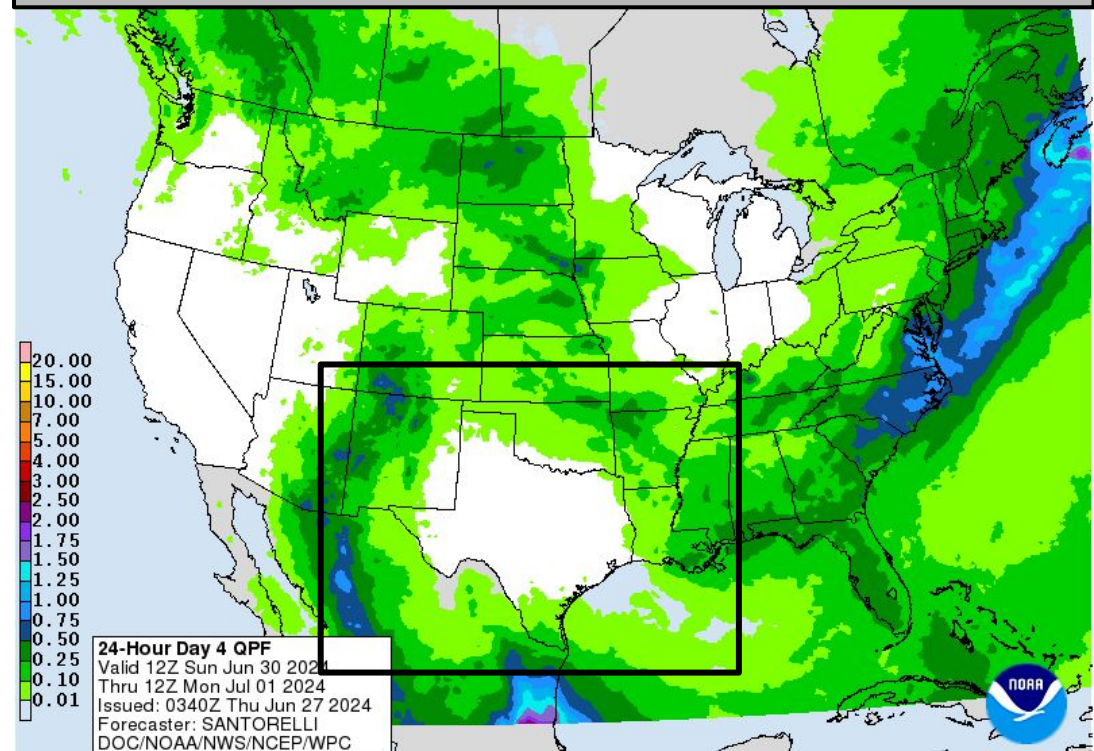 20.00
15.00
10.00
7.00
5.00
4.00
3.00
2.50
2.00
1.75
1.50
1.25
1.00
0.75
0.50
0.25
0.10
0.01
24-Hour Day 4 QPF
Valid 12Z Sun Jun 30 2024
Thru 12Z Mon Jul 01 2024
Issued: 0340Z Thu Jun 27 2024
Forecaster: SANTORELLI
DOC/NOAA/NWS/NCEP/WPC
NOAA